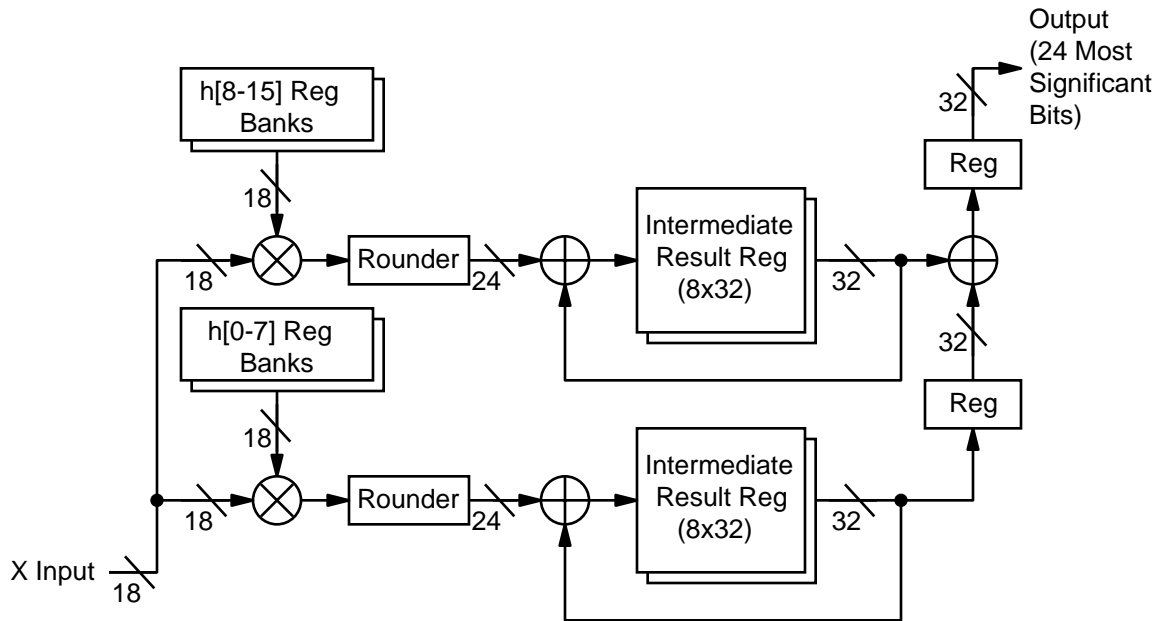 Output
(24 Most
Significant
Bits)
32
h[8-15] Reg
Banks
Reg
18
Intermediate
Result Reg
(8x32)
Rounder
18
24
32
h[0-7] Reg
Banks
32
Reg
18
Intermediate
Result Reg
(8x32)
Rounder
18
24
32
X Input
18